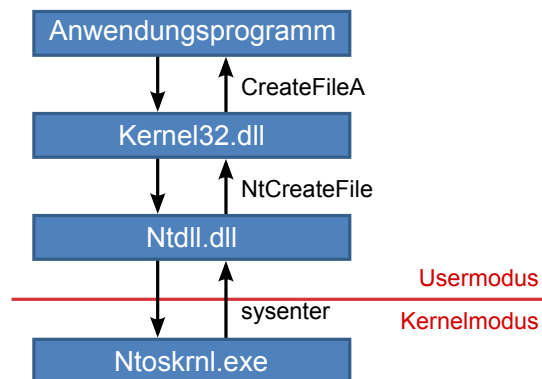 Anwendungsprogramm
CreateFileA
Kernel32.dll
NtCreateFile
Ntdll.dll
Usermodus
sysenter
Kernelmodus
Ntoskrnl.exe